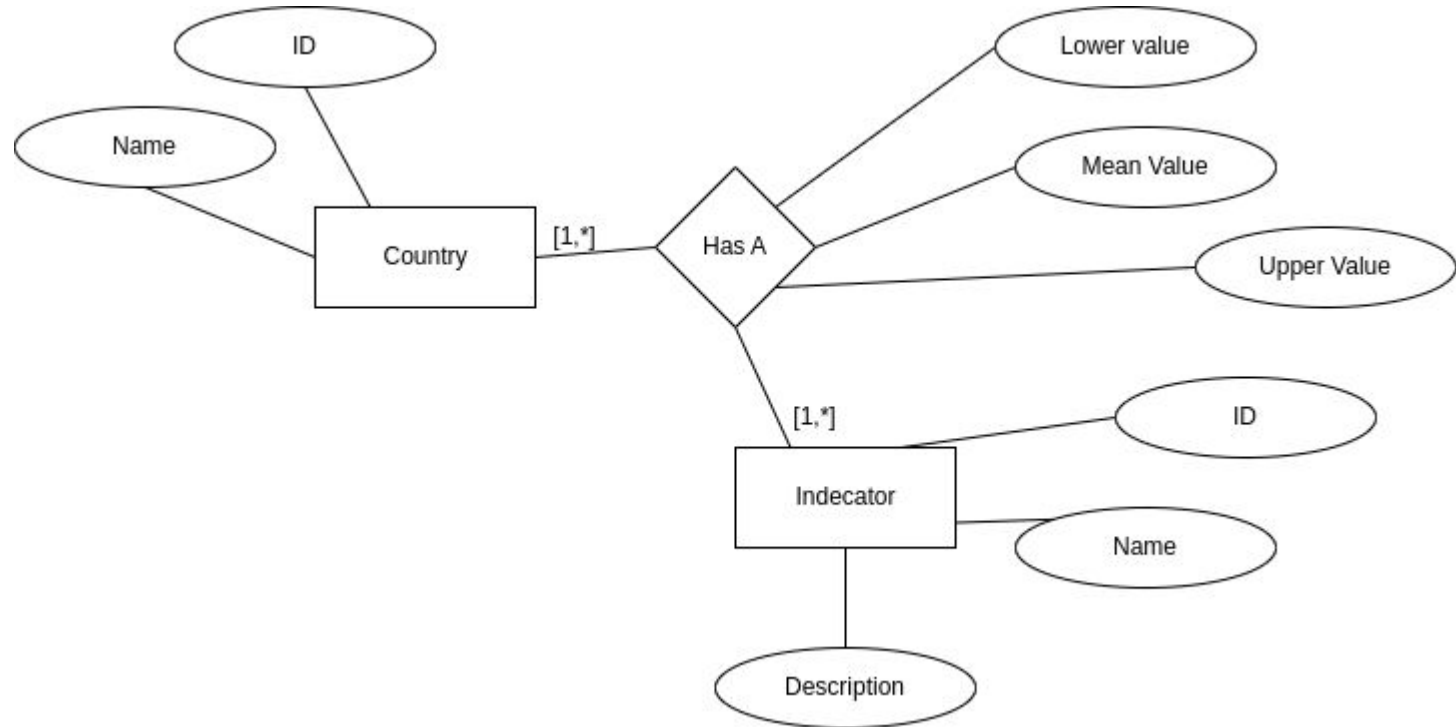 ID
Lower value
Name
Mean Value
[1,*]
Has A
Country
Upper Value
[1,*]
ID
Indecator
Name
Description